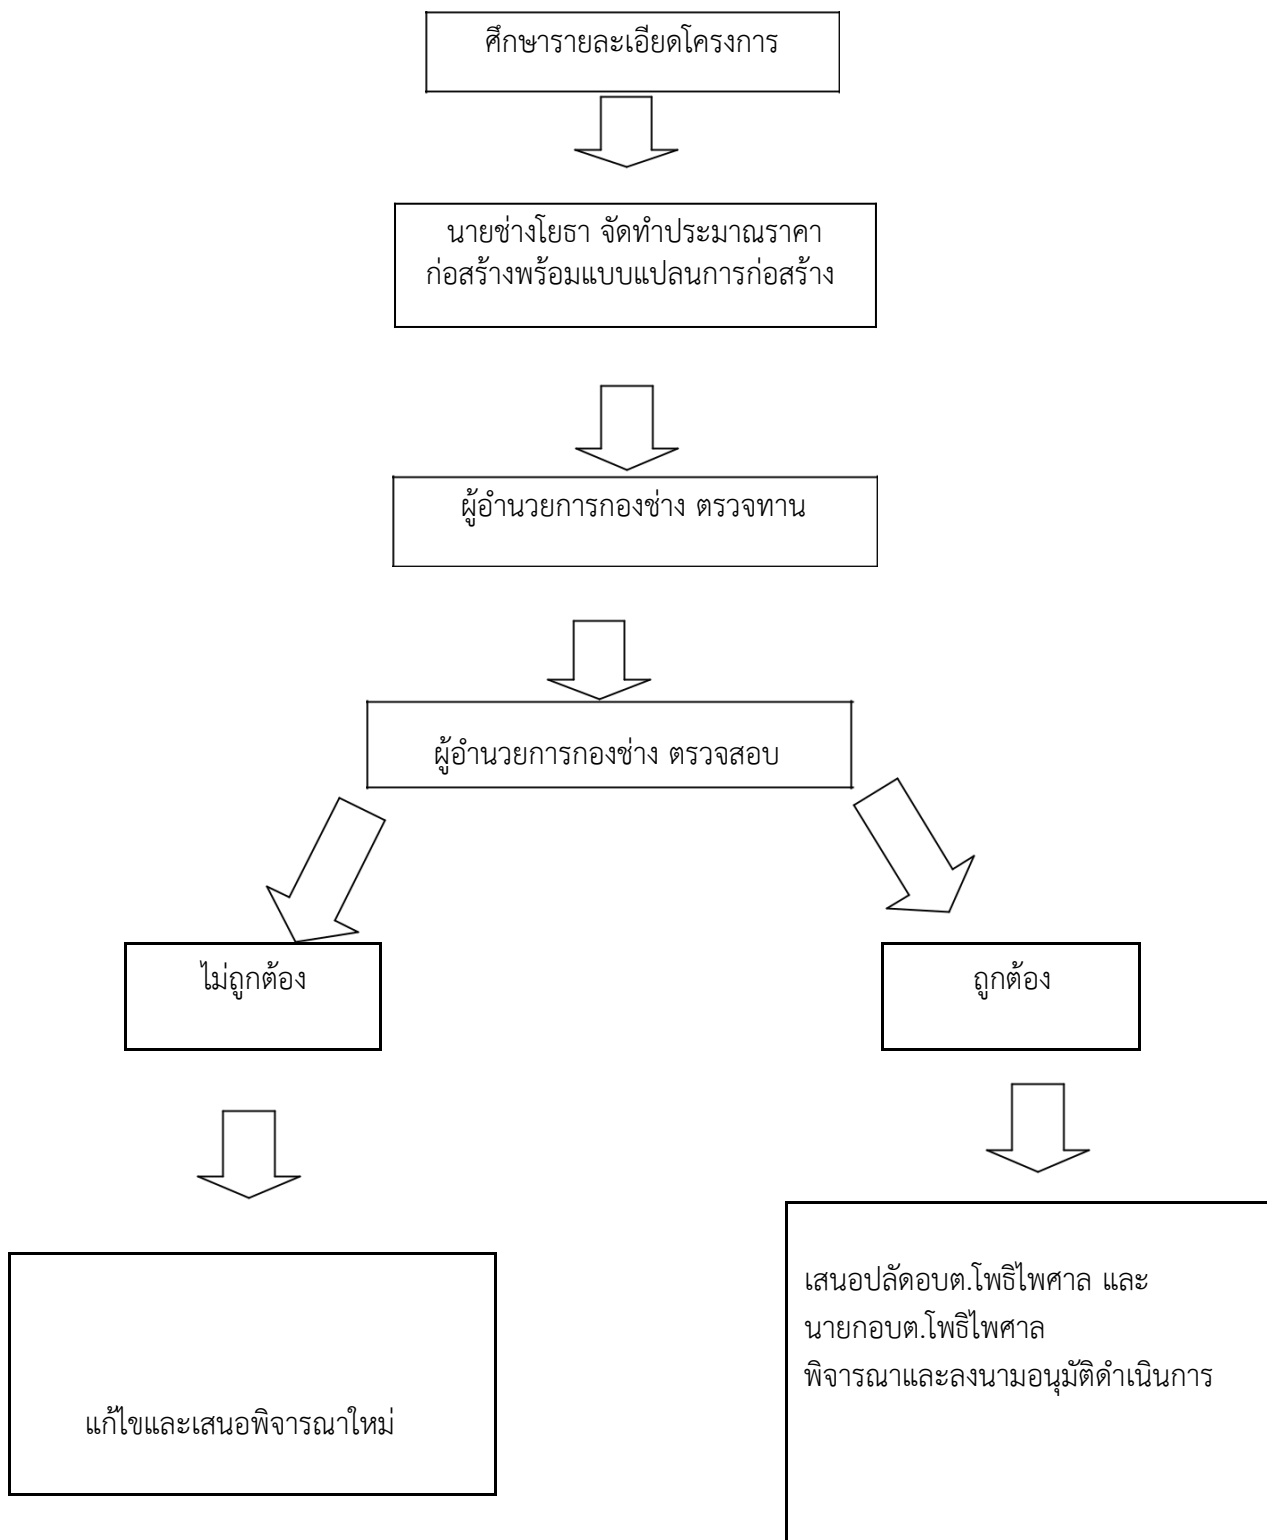 ศึกษารายละเอียดโครงการ
นายช่างโยธา จัดทำประมาณราคา
ก่อสร้างพร้อมแบบแปลนการก่อสร้าง
ผู้อำนวยการกองช่าง ตรวจทาน
ผู้อำนวยการกองช่าง ตรวจสอบ
ไม่ถูกต้อง
ถูกต้อง
แก้ไขและเสนอพิจารณาใหม่
เสนอปลัดอบต.โพธิไพศาล และ
นายกอบต.โพธิไพศาล
พิจารณาและลงนามอนุมัติดำเนินการ